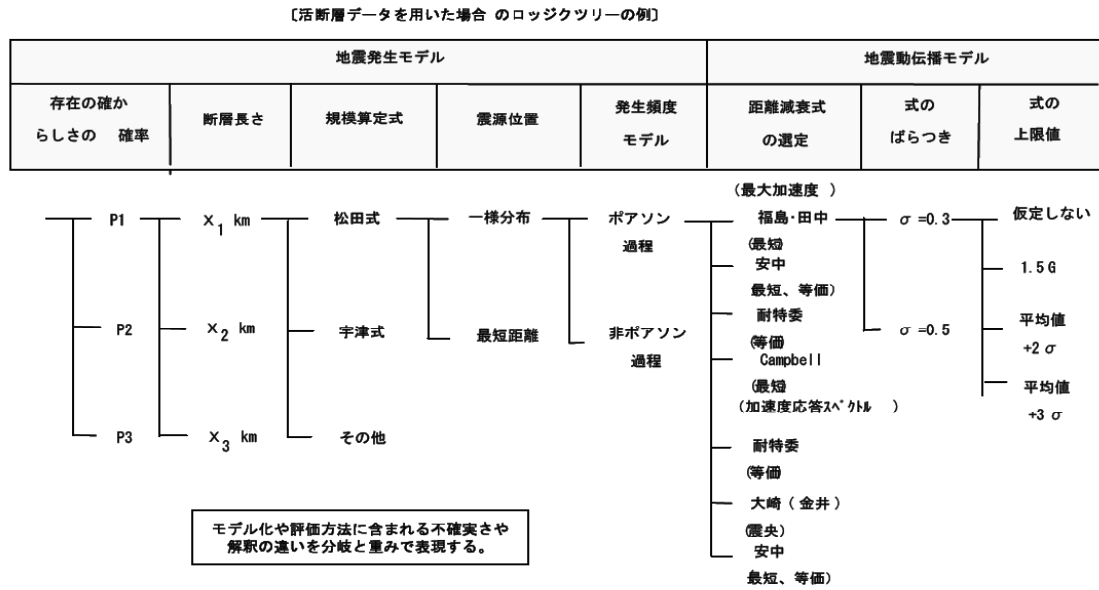 〔活断層データを用いた場合 のロッジクツリーの例〕
地震発生モデル 地震動伝播モデル
存在の確か
らしさの 確率
断層長さ
規模算定式
震源位置
発生頻度
モデル
距離減衰式
の選定
式の
ばらつき
式の
上限値
(最大加速度 )
P1 X1 km 松田式 一様分布 ポアソン
過程
福島・田中 σ =0.3 仮定しない
(最短)
安中 1.5G
最短、等価)
P2 X2 km 宇津式 最短距離 非ポアソン
過程
耐特委 σ =0.5 平均値
+2 σ
(等価)
Campbell
(最短)
平均値
+3 σ
(加速度応答スペクトル )
P3 X3 km その他
耐特委
(等価)
大崎 ( 金井 )
(震央)
安中
最短、等価)
モデル化や評価方法に含まれる不確実さや
解釈の違いを分岐と重みで表現する。